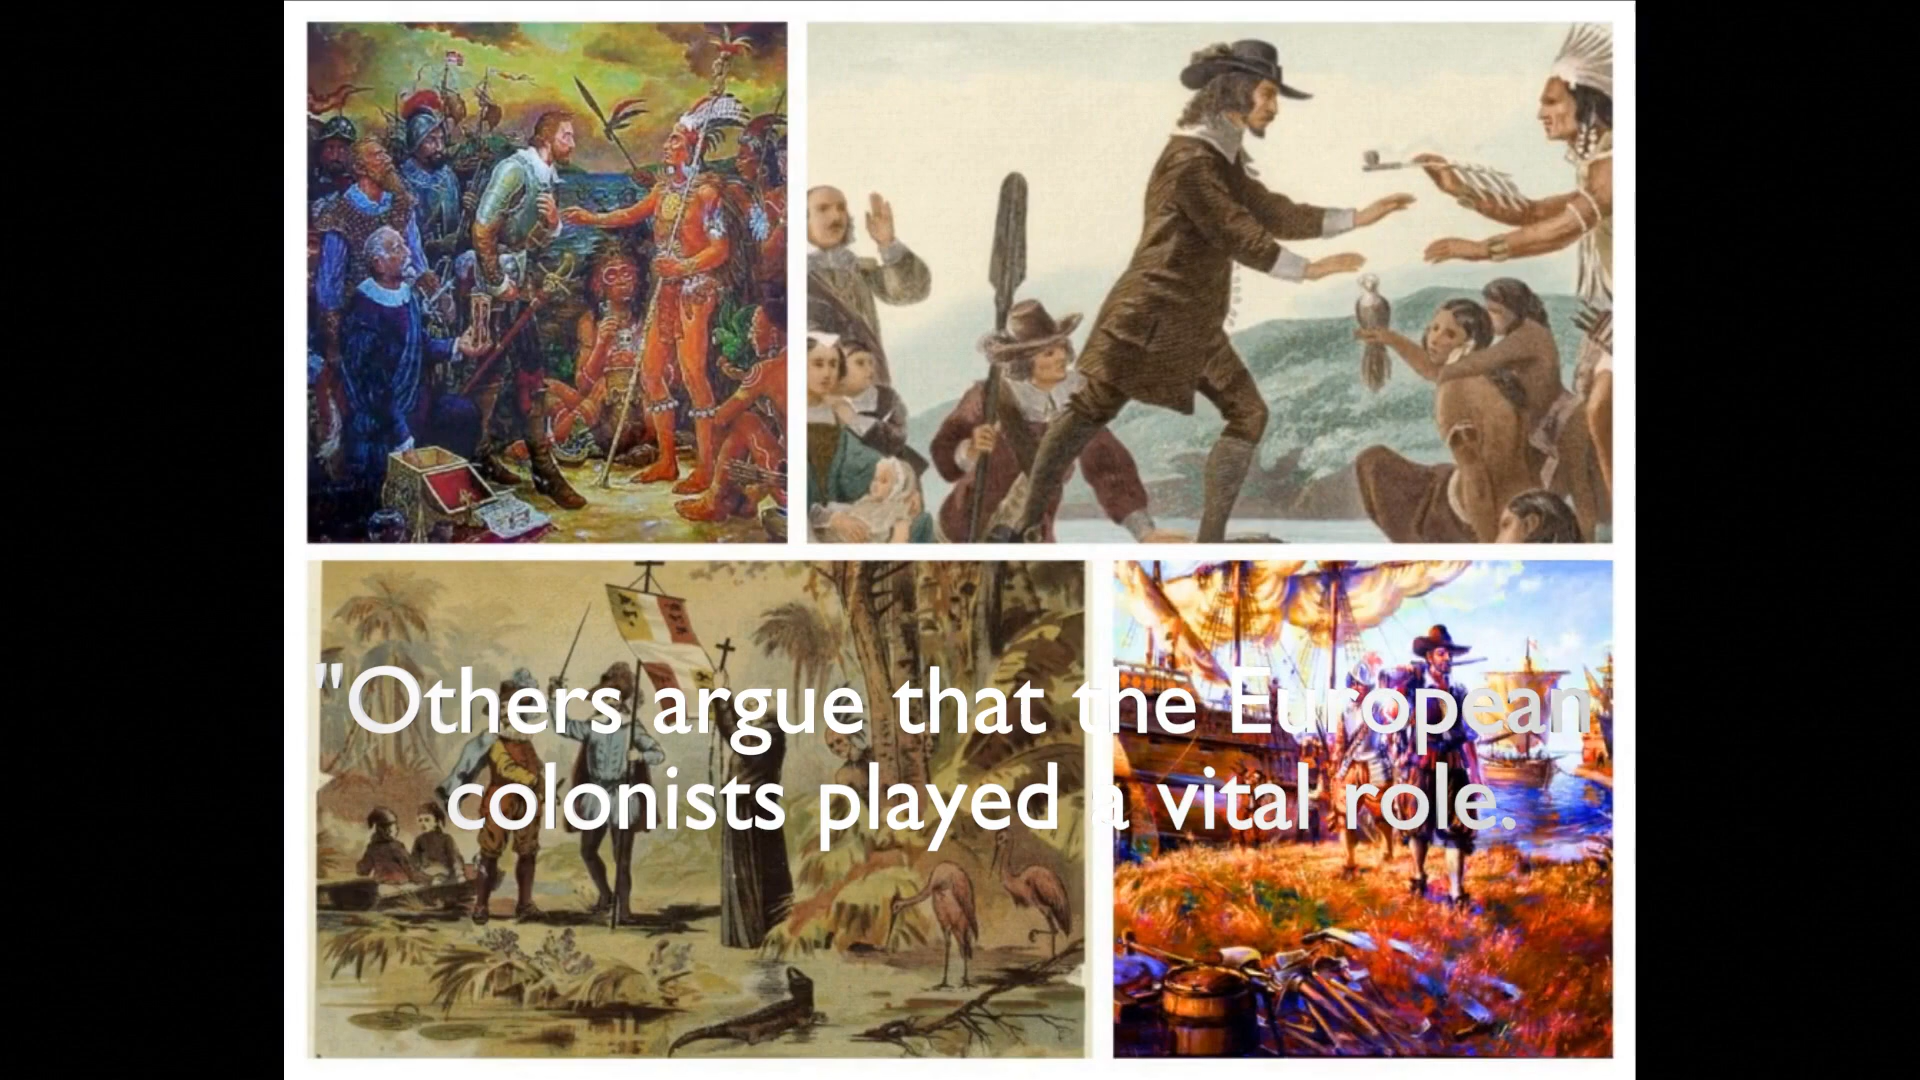 "Others argue that the European
colonists played a vital role.